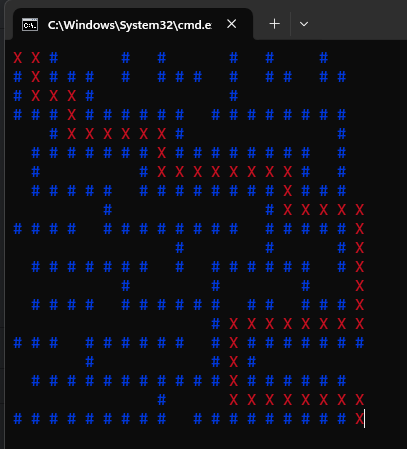 C:\Windows\System32\cmd.e
X X #       #   #       #   #     #
# X # # #   #   # # #   #   # #   # #
# X X X #               #
# # # X # # # #   # #   # # # # # # #
    # X X X X X X #                 #
  # # # # # # # X # # # # # # # #   #
  #           # X X X X X X X X #   #
  # # # # #   # # # # # # # # X # # #
          #                 # X X X X X
# # # #   # # # # # # # #   # # # # # X
                  #         #       # X
  # # # # # # #   #   # # # # # #   # X
            #         #         #     X
  # # # #   # # # # # #   # #   # # # X
                      # X X X X X X X X
# # #   # # # # # #   # X # # # # # # #
        #             # X #
  # # # # # # # # # # # X # # # # # #
                #       X X X X X X X X
# # # # # # # # #   # # # # # # # # # X